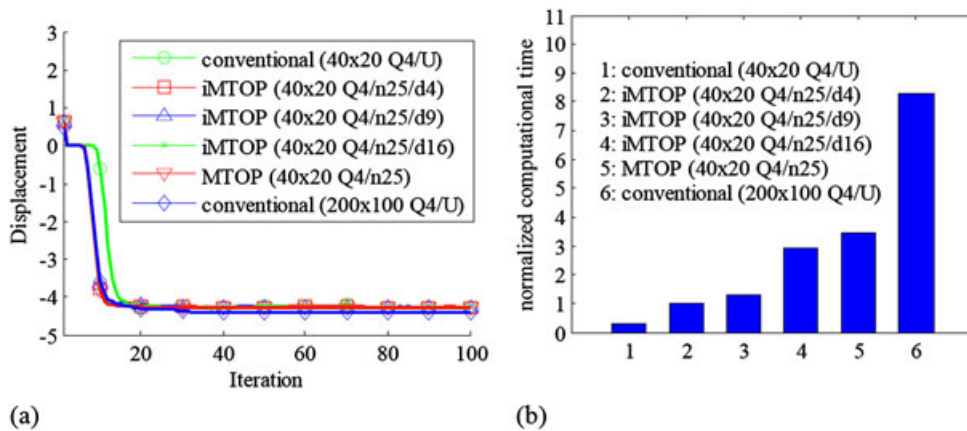 3
2
1
0
-1
-2
-3
-4
-5
Displacement
conventional (40x20 Q4/U)
iMTOP (40x20 Q4/n25/d4)
iMTOP (40x20 Q4/n25/d9)
iMTOP (40x20 Q4/n25/d16)
MTOP (40x20 Q4/n25)
conventional (200x100 Q4/U)
20 40 60 80 100
Iteration
(a)
11
10
9
8
7
6
5
4
3
2
1
0
normalized computational time
1: conventional (40x20 Q4/U)
2: iMTOP (40x20 Q4/n25/d4)
3: iMTOP (40x20 Q4/n25/d9)
4: iMTOP (40x20 Q4/n25/d16)
5: MTOP (40x20 Q4/n25)
6: conventional (200x100 Q4/U)
1 2 3 4 5 6
(b)